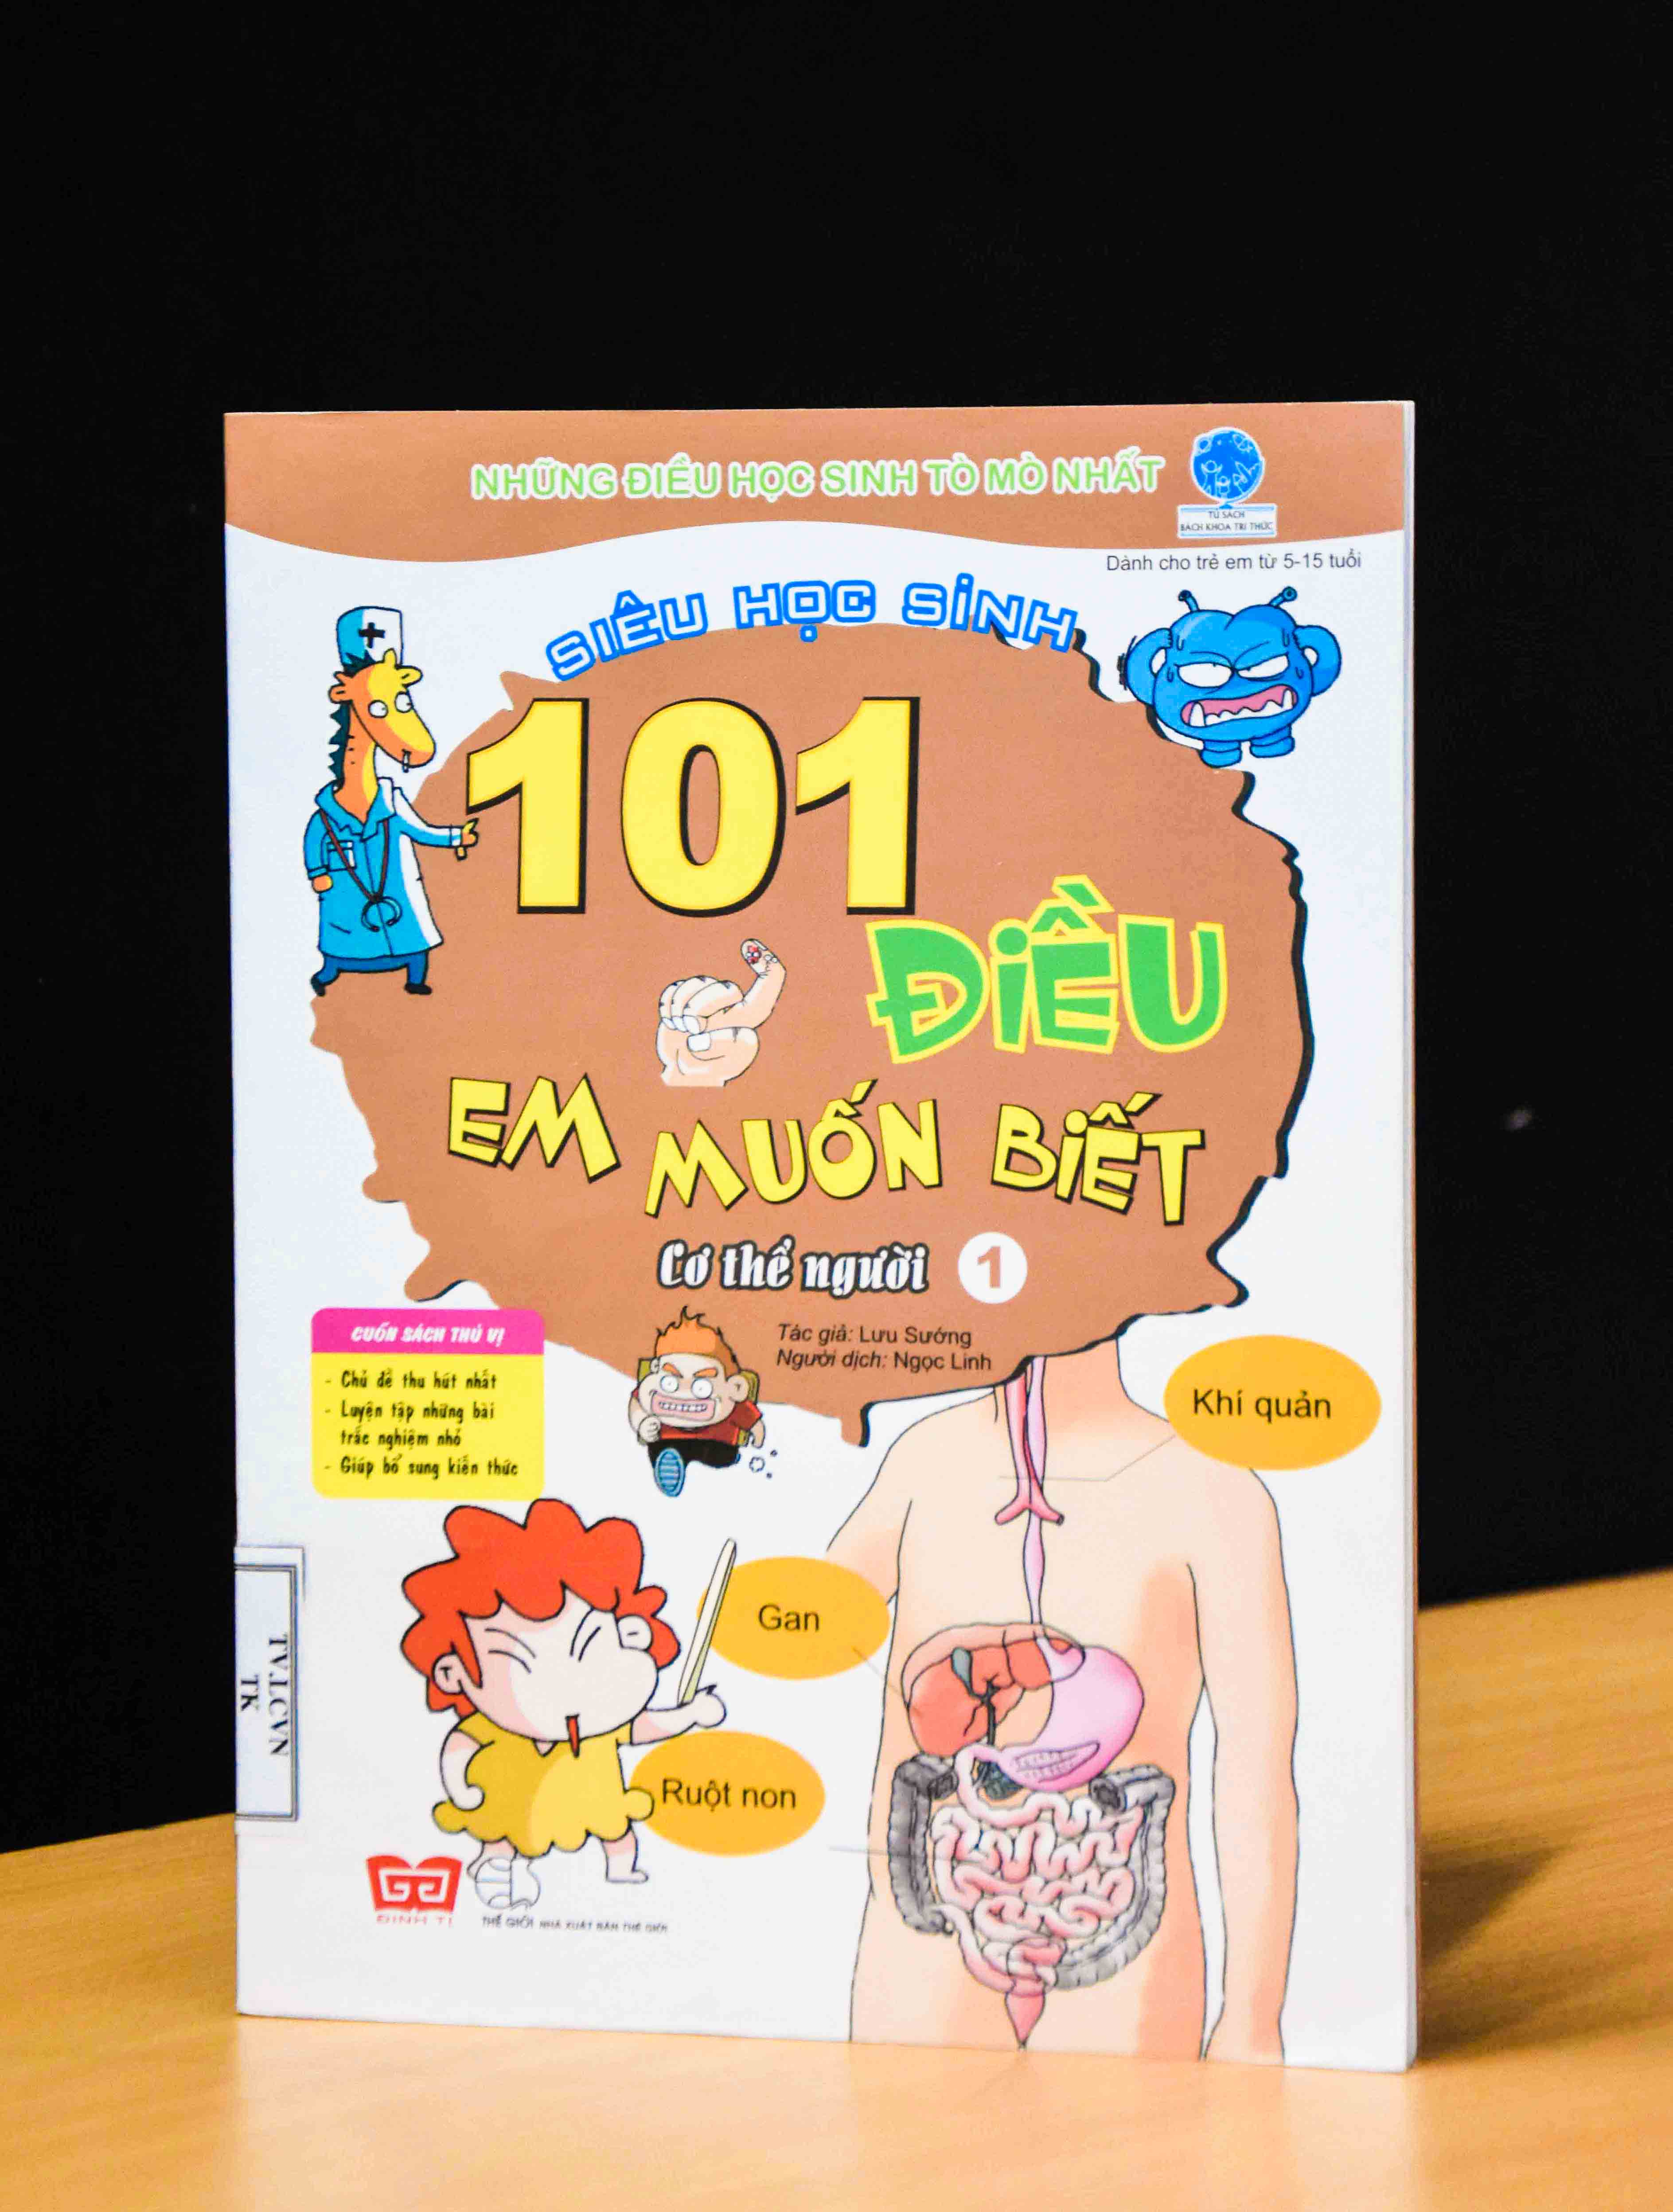 NHỮNG ĐIỀU HỌC SINH TÒ MÒ NHẤT
TỦ SÁCH
BÁCH KHOA TRI THỨC
Dành cho trẻ em từ 5-15 tuổi
SIÊU HỌC SINH
101
ĐIỀU
EM MUỐN BIẾT
Cơ thể người 1
Tác giả: Lưu Sướng
Người dịch: Ngọc Linh
CUỐN SÁCH THÚ VỊ
- Chủ đề thu hút nhất
- Luyện tập những bài
trắc nghiệm nhỏ
- Giúp bổ sung kiến thức
Khí quản
Gan
Ruột non
TV.LCVN
TK
ĐINH TỊ
THẾ GIỚI NHÀ XUẤT BẢN THẾ GIỚI